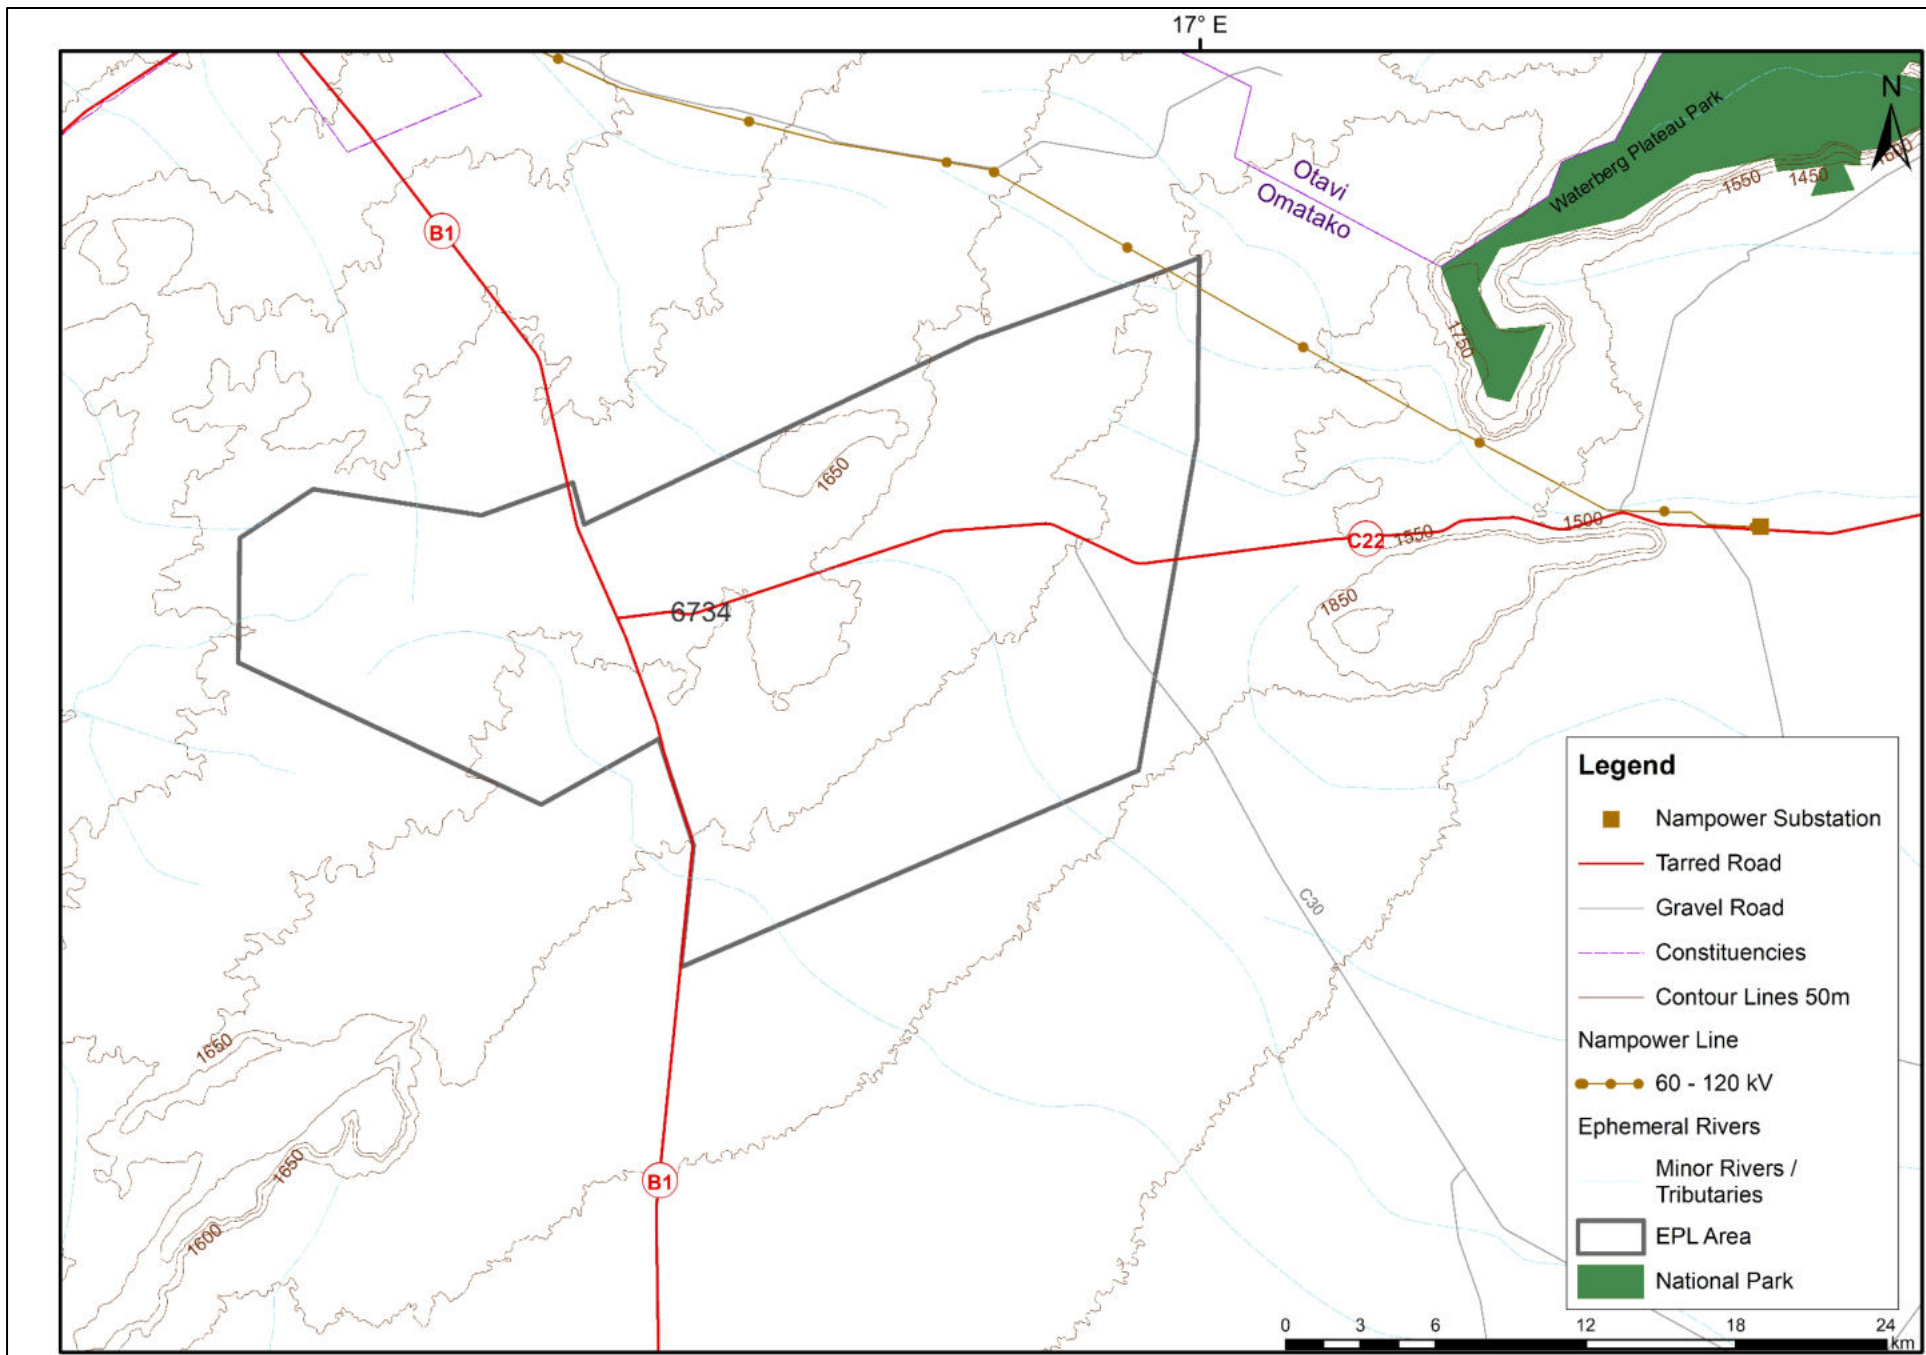 17° E
N
Waterberg Plateau Park
1600
1550
1450
Otavi
Omatako
B1
1750
1650
C22
1550
1500
6734
1850
C30
1650
1650
1600
B1
Legend
Nampower Substation
Tarred Road
Gravel Road
Constituencies
Contour Lines 50m
Nampower Line
60 - 120 kV
Ephemeral Rivers
Minor Rivers /
Tributaries
EPL Area
National Park
0 3 6 12 18 24
km